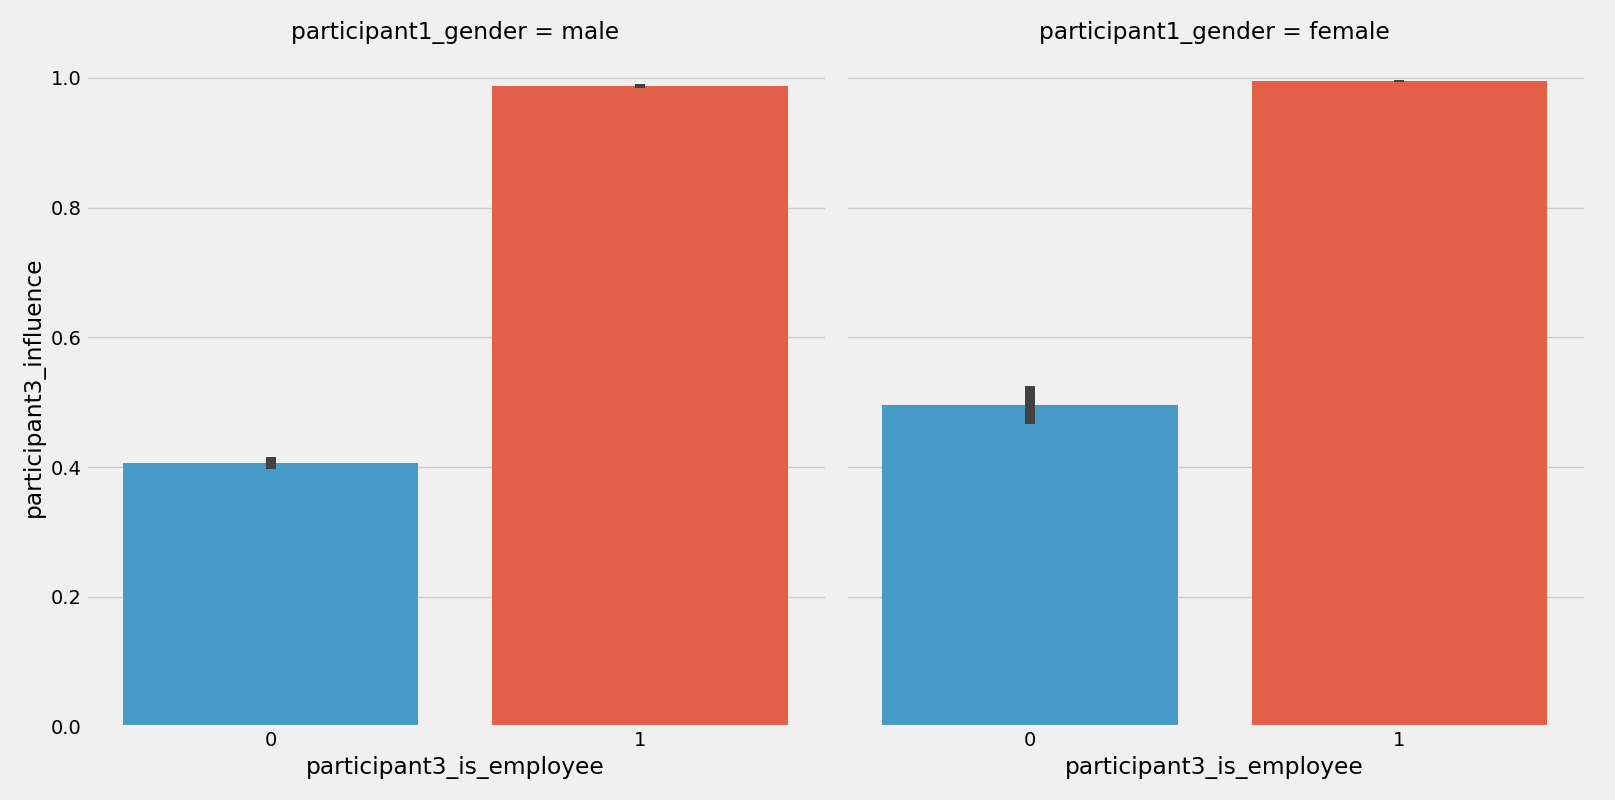 participant1_gender = male
participant1_gender = female
participant3_influence
1.0
0.8
0.6
0.4
0.2
0.0
0 1
0 1
participant3_is_employee
participant3_is_employee